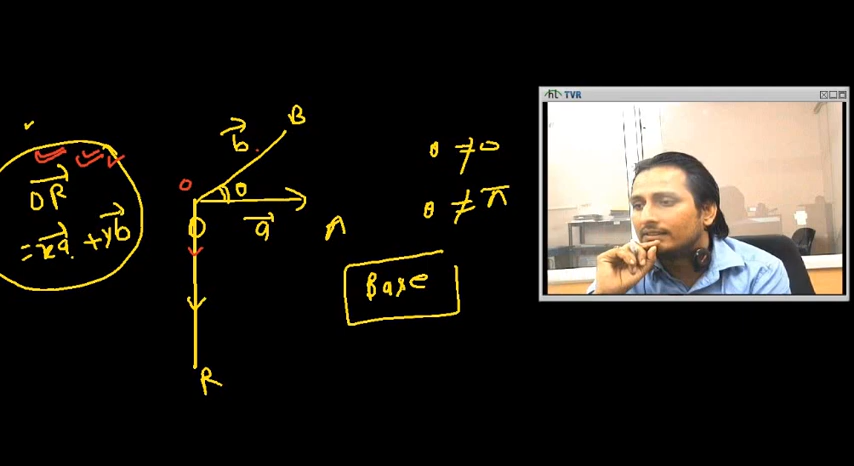 TVR
B
b
θ ≠ 0
O
θ
OR
θ ≠ π
a
A
= xa + yb
Base
R